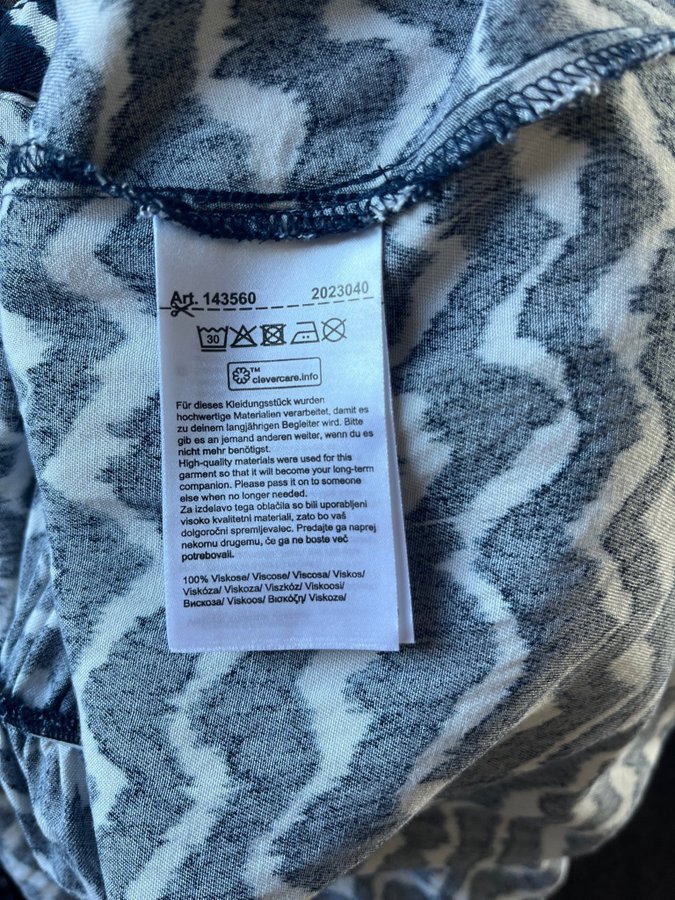 Art. 143560 2023040
30
™
clevercare.info
Für dieses Kleidungsstück wurden
hochwertige Materialien verarbeitet, damit es
zu deinem langjährigen Begleiter wird. Bitte
gib es an jemand anderen weiter, wenn du es
nicht mehr benötigst.
High-quality materials were used for this
garment so that it will become your long-term
companion. Please pass it on to someone
else when no longer needed.
Za izdelavo tega oblačila so bili uporabljeni
visoko kvalitetni materiali, zato bo vaš
dolgoročni spremljevalec. Predajte ga naprej
nekomu drugemu, če ga ne boste več
potrebovali.
100% Viskose/ Viscose/ Viscosa/ Viskos/
Viskóza/ Viskoza/ Viszkóz/ Viskoosi/
Вискоза/ Viskoos/ Βισκόζη/ Viskoze/